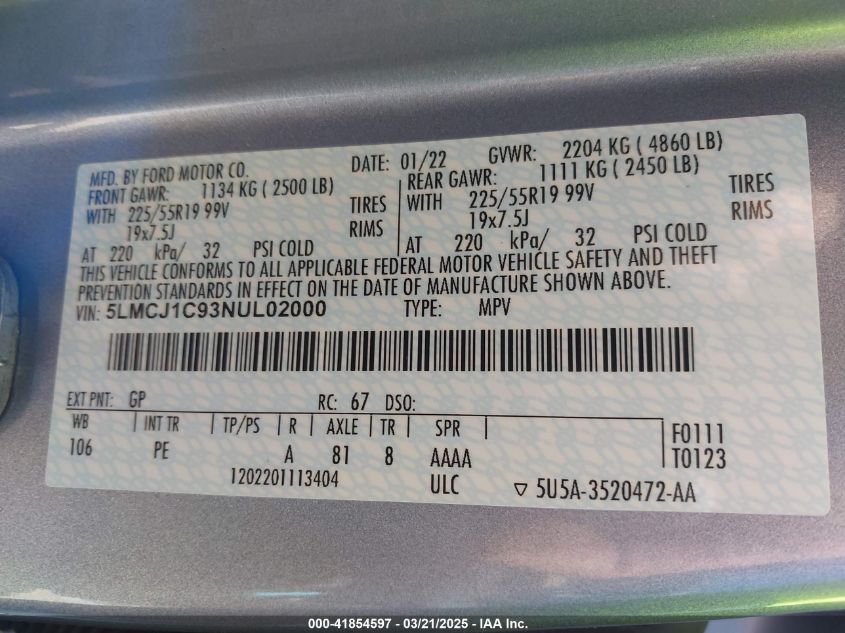 MFD. BY FORD MOTOR CO. DATE: 01/22 GVWR: 2204 KG ( 4860 LB)
FRONT GAWR: 1134 KG ( 2500 LB) REAR GAWR: 1111 KG ( 2450 LB)
WITH 225/55R19 99V TIRES WITH 225/55R19 99V TIRES
19x7.5J RIMS 19x7.5J RIMS
AT 220 kPa/ 32 PSI COLD AT 220 kPa/ 32 PSI COLD
THIS VEHICLE CONFORMS TO ALL APPLICABLE FEDERAL MOTOR VEHICLE SAFETY AND THEFT
PREVENTION STANDARDS IN EFFECT ON THE DATE OF MANUFACTURE SHOWN ABOVE.
VIN: 5LMCJ1C93NUL02000 TYPE: MPV
EXT PNT: GP RC: 67 DSO:
WB INT TR TP/PS R AXLE TR SPR F0111
106 PE A 81 8 AAAA T0123
1202201113404 ULC ▽ 5U5A-3520472-AA
000-41854597 - 03/21/2025 - IAA Inc.